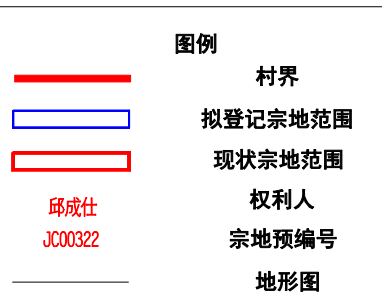 图例
村界
拟登记宗地范围
现状宗地范围
邱成仕 权利人
JC00322 宗地预编号
地形图